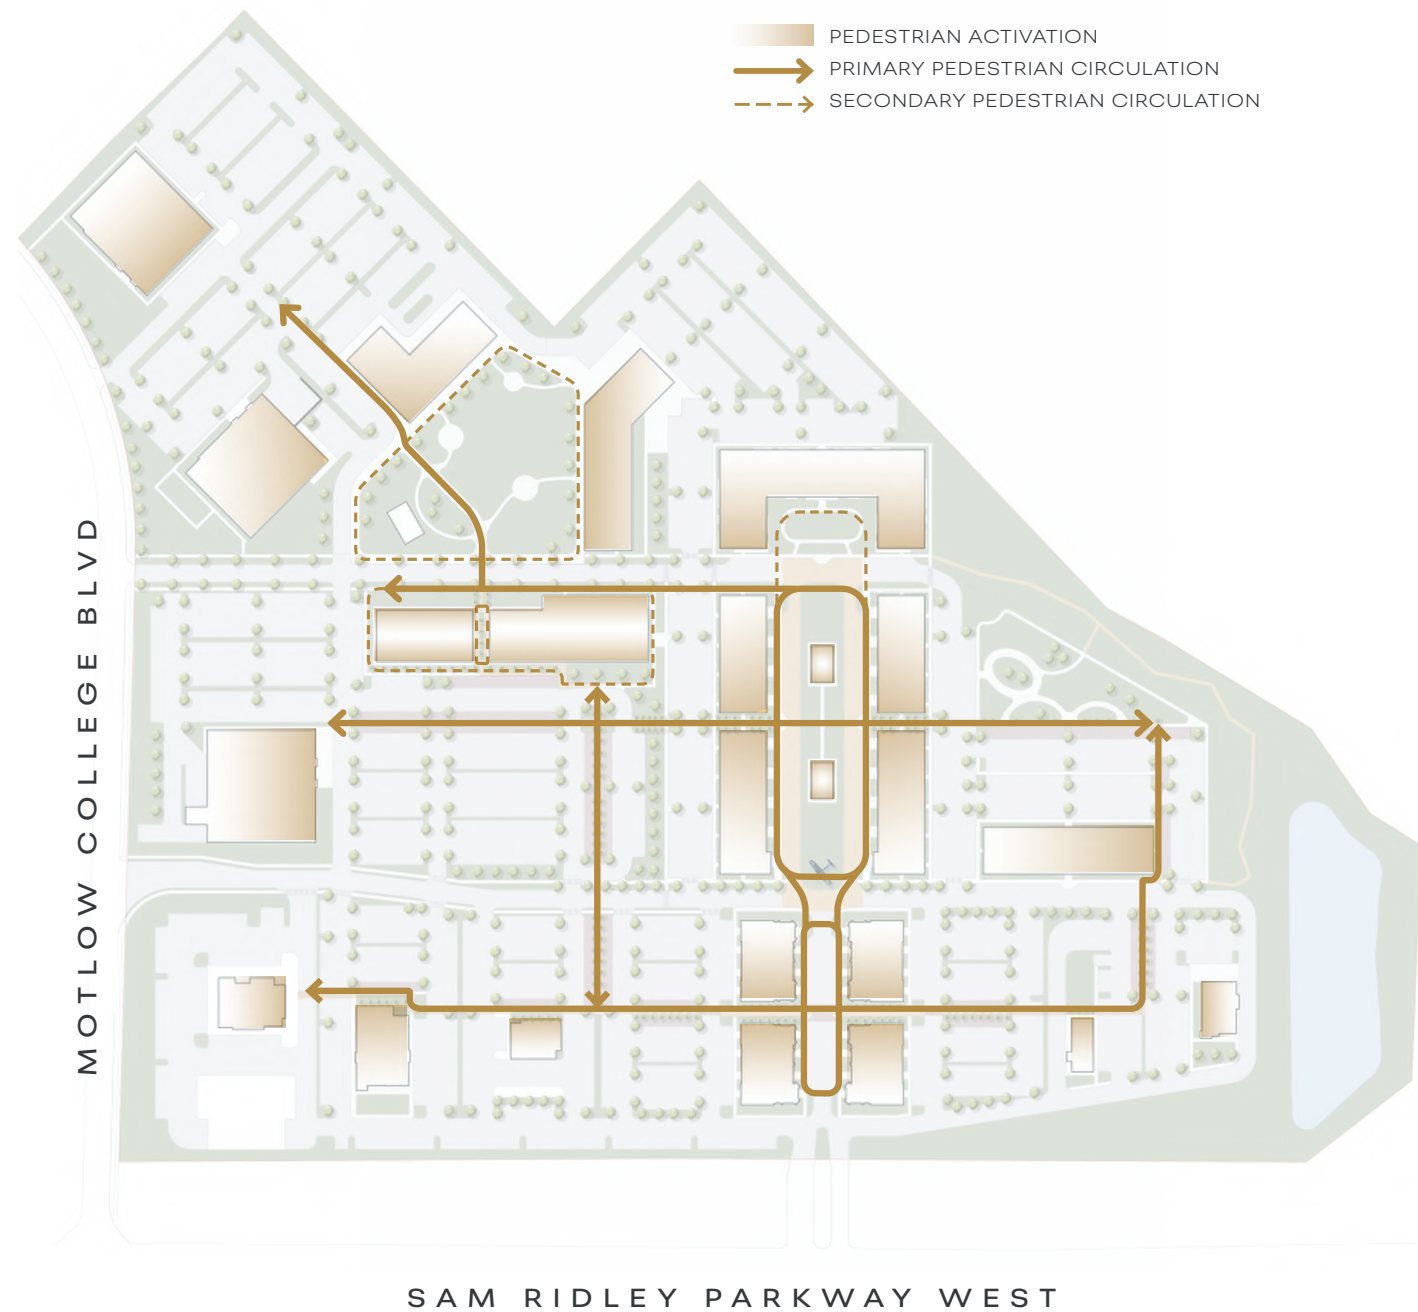 PEDESTRIAN ACTIVATION
PRIMARY PEDESTRIAN CIRCULATION
SECONDARY PEDESTRIAN CIRCULATION
MOTLOW COLLEGE BLVD
SAM RIDLEY PARKWAY WEST